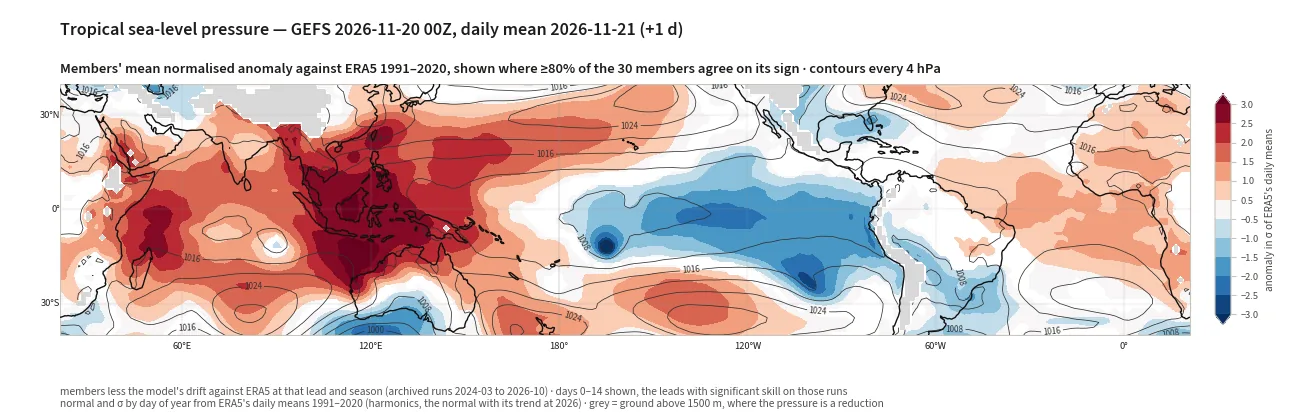 Tropical sea-level pressure — GEFS 2026-11-20 00Z, daily mean 2026-11-21 (+1 d)
Members' mean normalised anomaly against ERA5 1991–2020, shown where ≥80% of the 30 members agree on its sign · contours every 4 hPa
1016 1016 1016 1016 1016 1024 1024
1024
30°N
1016 1016 1016
0°
1008
1016 1016
1024 1008 1008
30°S
1024 1024
1016 1000 1008 1016 1008
60°E 120°E 180° 120°W 60°W 0°
3.0
2.5
2.0
1.5
1.0
0.5
−0.5
−1.0
−1.5
−2.0
−2.5
−3.0
anomaly in σ of ERA5's daily means
members less the model's drift against ERA5 at that lead and season (archived runs 2024-03 to 2026-10) · days 0–14 shown, the leads with significant skill on those runs
normal and σ by day of year from ERA5's daily means 1991–2020 (harmonics, the normal with its trend at 2026) · grey = ground above 1500 m, where the pressure is a reduction